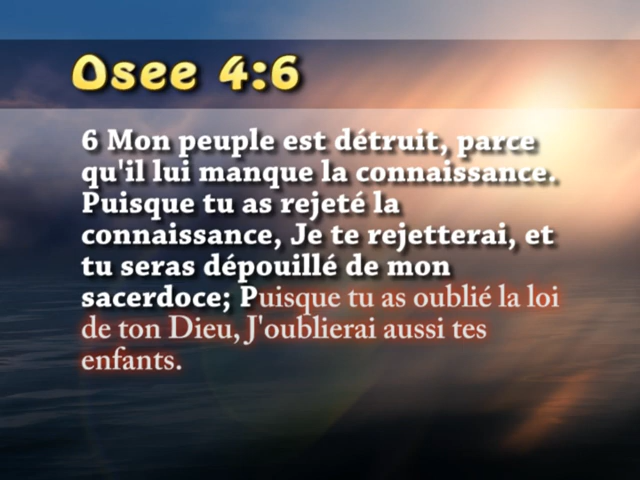 Osee 4:6
6 Mon peuple est détruit, parce
qu'il lui manque la connaissance.
Puisque tu as rejeté la
connaissance, Je te rejetterai, et
tu seras dépouillé de mon
sacerdoce; Puisque tu as oublié la loi
de ton Dieu, J'oublierai aussi tes
enfants.